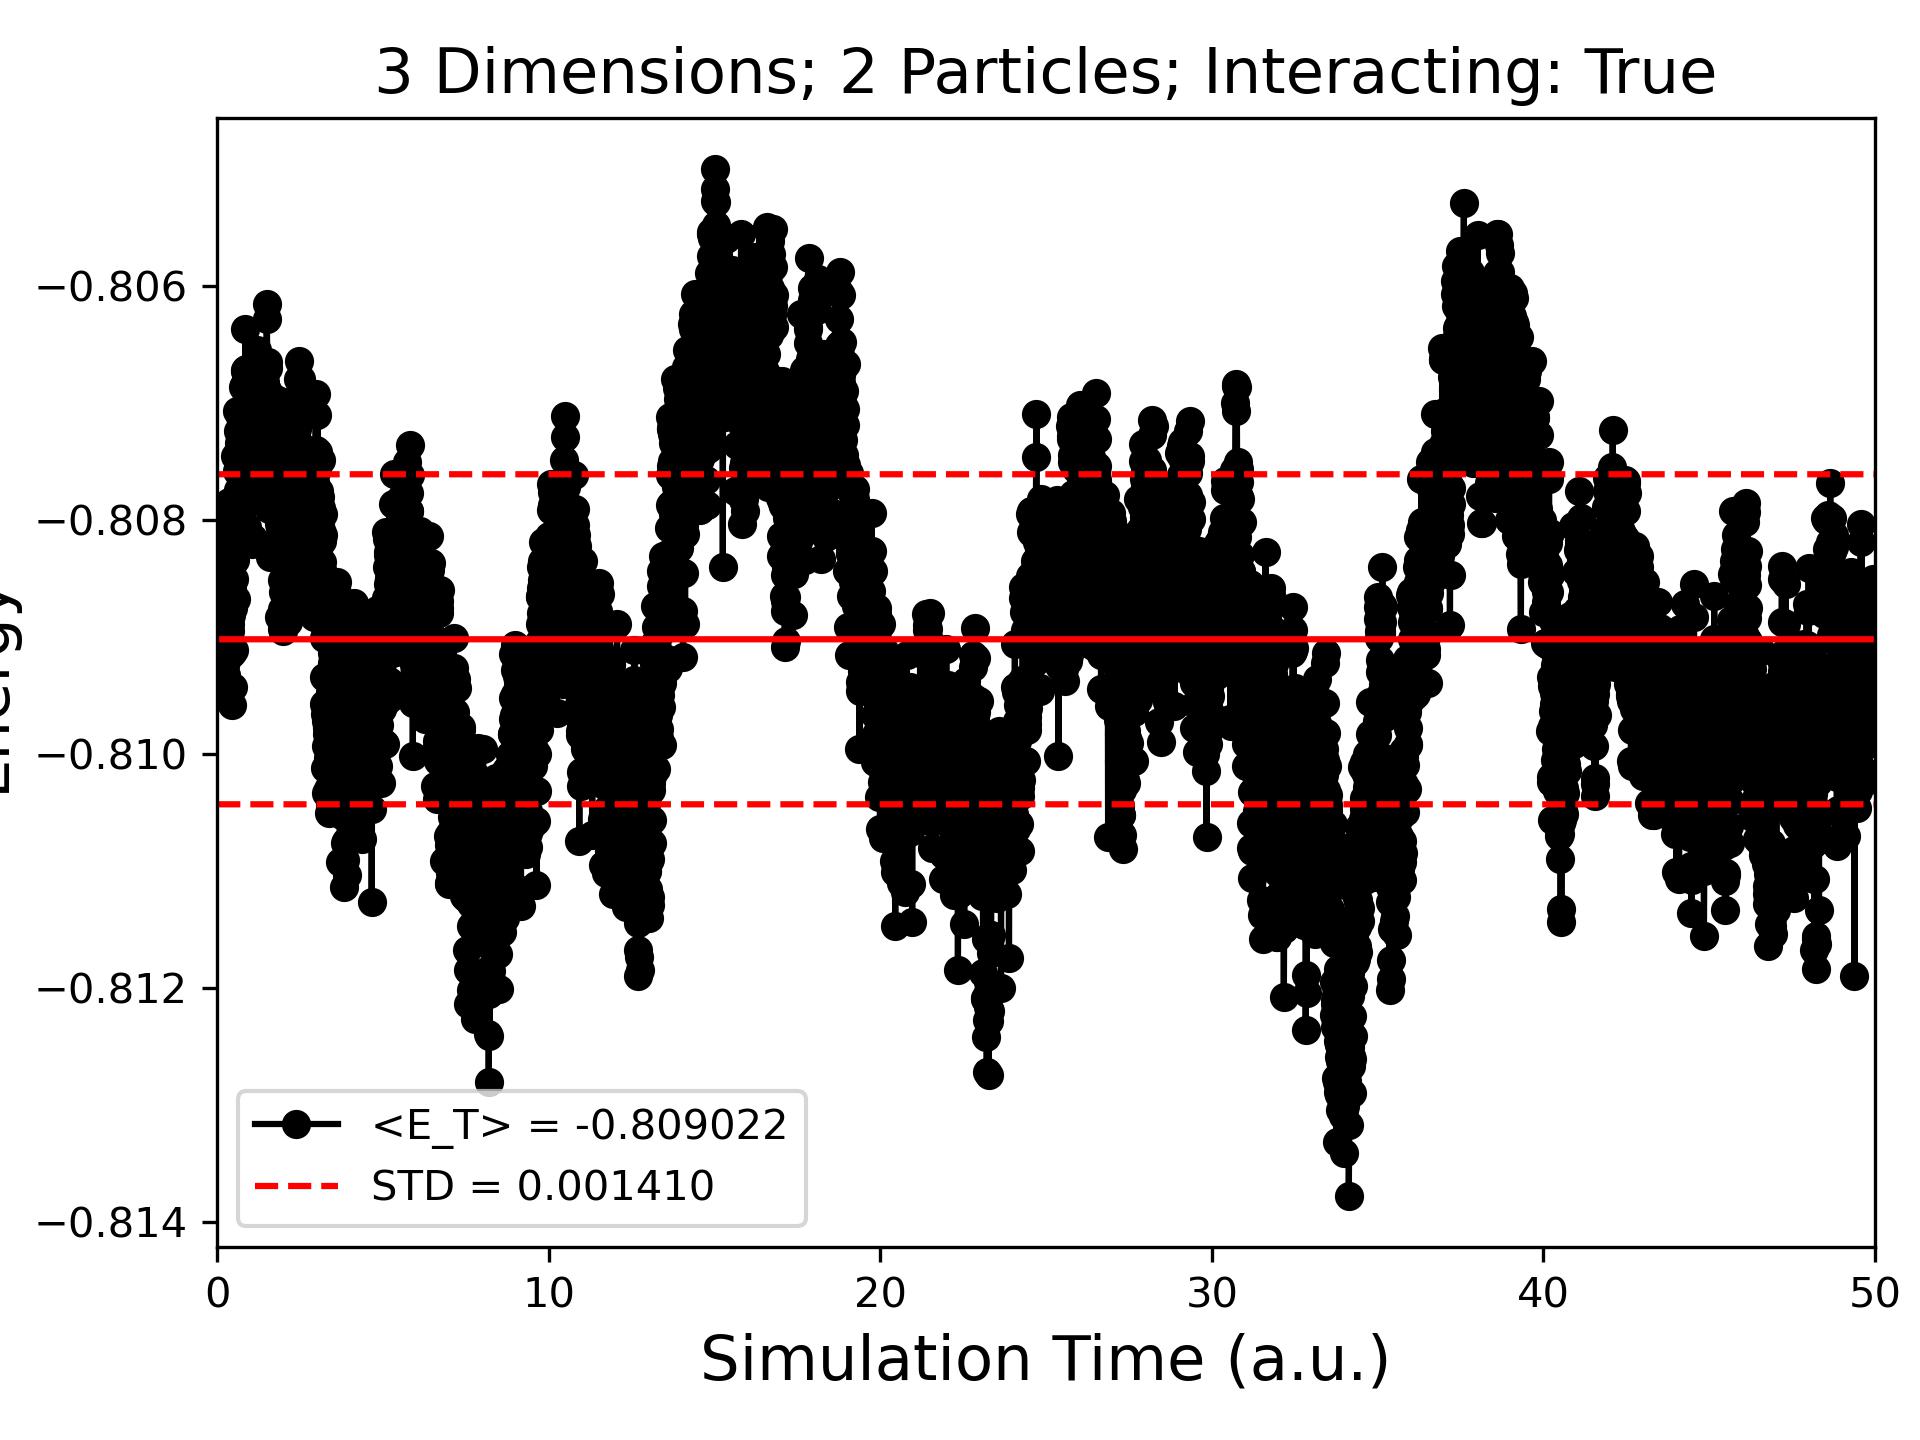 3 Dimensions; 2 Particles; Interacting: True
Energy
−0.806
−0.808
−0.810
−0.812
−0.814
<E_T> = -0.809022
STD = 0.001410
0 10 20 30 40 50
Simulation Time (a.u.)